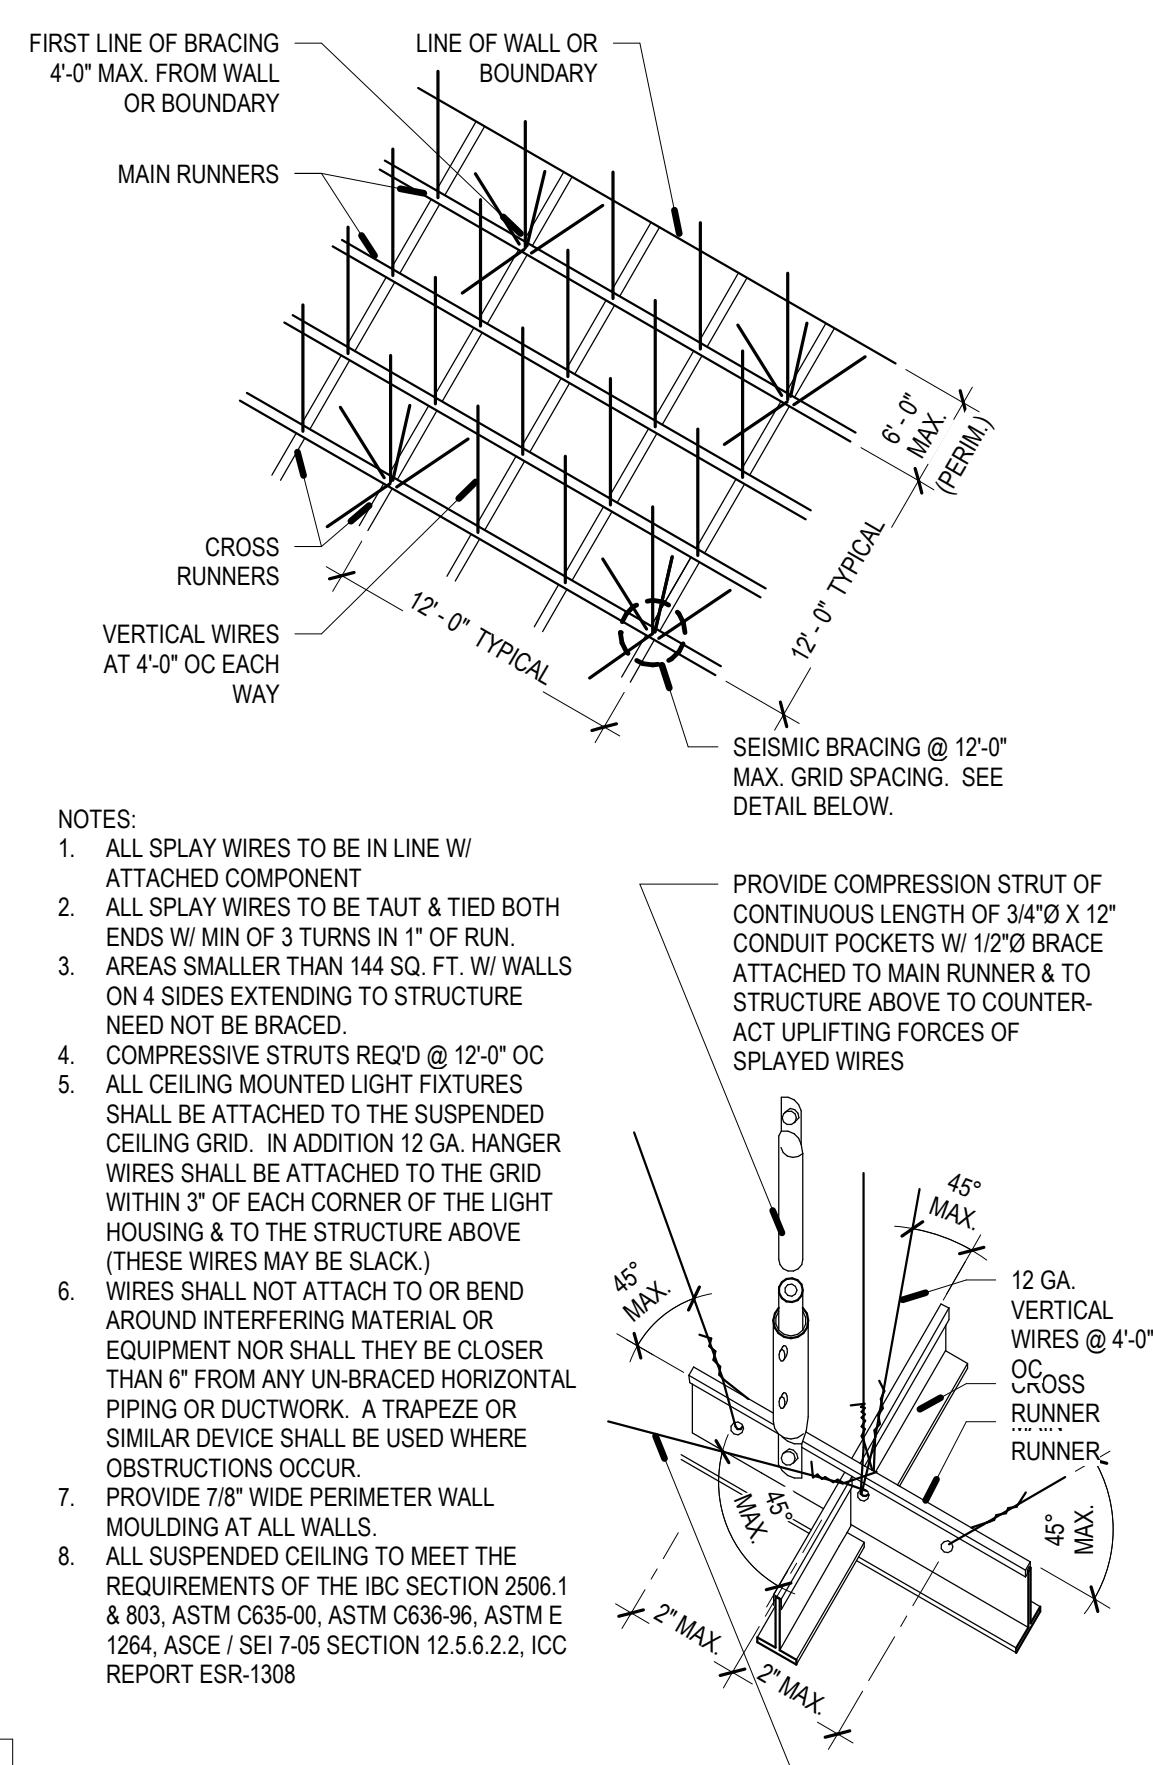 FIRST LINE OF BRACING
4'-0" MAX. FROM WALL
OR BOUNDARY
LINE OF WALL OR
BOUNDARY
MAIN RUNNERS
6'-0"
MAX.
(PERIM.)
12'-0" TYPICAL
CROSS
RUNNERS
12'-0" TYPICAL
VERTICAL WIRES
AT 4'-0" OC EACH
WAY
SEISMIC BRACING @ 12'-0"
MAX. GRID SPACING. SEE
DETAIL BELOW.
NOTES:
1. ALL SPLAY WIRES TO BE IN LINE W/
ATTACHED COMPONENT
2. ALL SPLAY WIRES TO BE TAUT & TIED BOTH
ENDS W/ MIN OF 3 TURNS IN 1" OF RUN.
3. AREAS SMALLER THAN 144 SQ. FT. W/ WALLS
ON 4 SIDES EXTENDING TO STRUCTURE
NEED NOT BE BRACED.
4. COMPRESSIVE STRUTS REQ'D @ 12'-0" OC
5. ALL CEILING MOUNTED LIGHT FIXTURES
SHALL BE ATTACHED TO THE SUSPENDED
CEILING GRID. IN ADDITION 12 GA. HANGER
WIRES SHALL BE ATTACHED TO THE GRID
WITHIN 3" OF EACH CORNER OF THE LIGHT
HOUSING & TO THE STRUCTURE ABOVE
(THESE WIRES MAY BE SLACK.)
6. WIRES SHALL NOT ATTACH TO OR BEND
AROUND INTERFERING MATERIAL OR
EQUIPMENT NOR SHALL THEY BE CLOSER
THAN 6" FROM ANY UN-BRACED HORIZONTAL
PIPING OR DUCTWORK. A TRAPEZE OR
SIMILAR DEVICE SHALL BE USED WHERE
OBSTRUCTIONS OCCUR.
7. PROVIDE 7/8" WIDE PERIMETER WALL
MOULDING AT ALL WALLS.
8. ALL SUSPENDED CEILING TO MEET THE
REQUIREMENTS OF THE IBC SECTION 2506.1
& 803, ASTM C635-00, ASTM C636-96, ASTM E
1264, ASCE / SEI 7-05 SECTION 12.5.6.2.2, ICC
REPORT ESR-1308
PROVIDE COMPRESSION STRUT OF
CONTINUOUS LENGTH OF 3/4"Ø X 12"
CONDUIT POCKETS W/ 1/2"Ø BRACE
ATTACHED TO MAIN RUNNER & TO
STRUCTURE ABOVE TO COUNTER-
ACT UPLIFTING FORCES OF
SPLAYED WIRES
45°
MAX.
45°
MAX.
12 GA.
VERTICAL
WIRES @ 4'-0"
OC
CROSS
RUNNER
MAIN
RUNNER
45°
MAX.
45°
MAX.
2" MAX.
2" MAX.